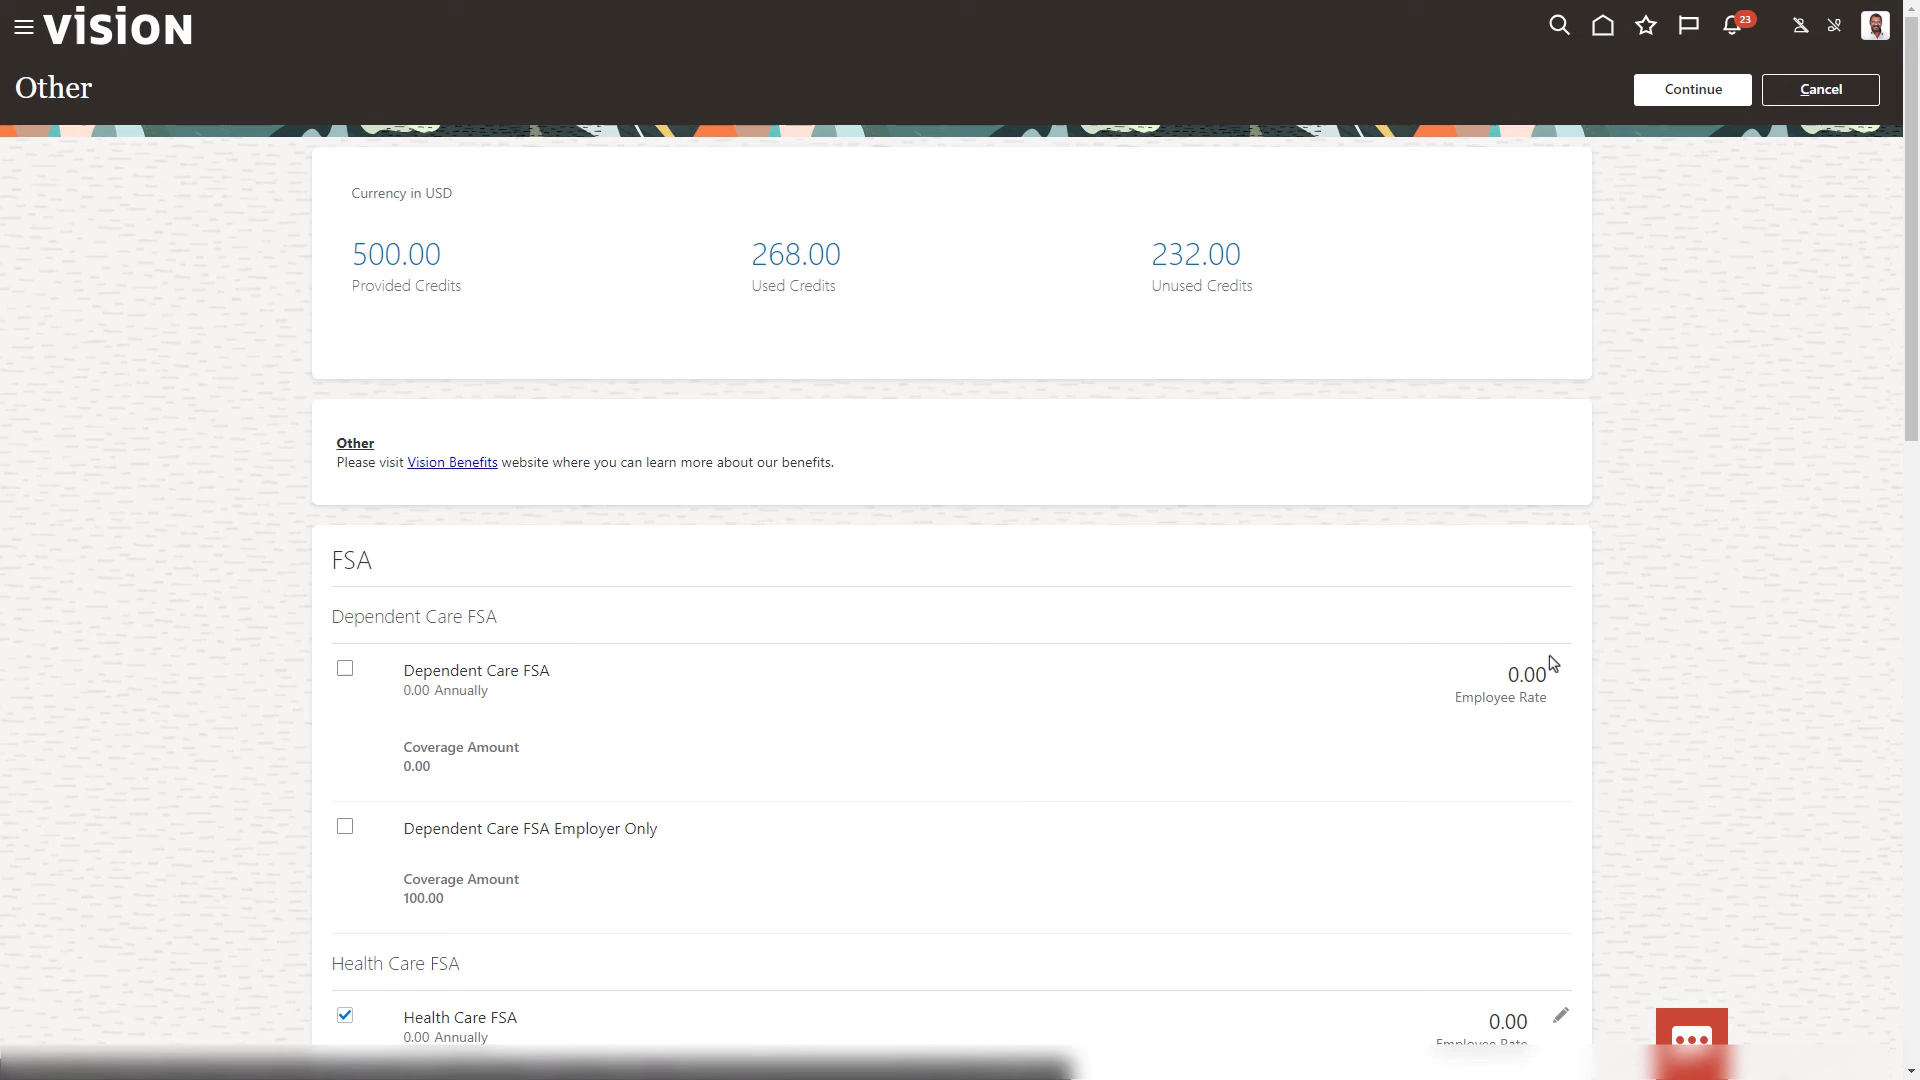 VISION
23
Other
Continue
Cancel
Currency in USD
500.00
268.00
232.00
Provided Credits
Used Credits
Unused Credits
Other
Please visit Vision Benefits website where you can learn more about our benefits.
FSA
Dependent Care FSA
Dependent Care FSA
0.00 Annually
0.00
Employee Rate
Coverage Amount
0.00
Dependent Care FSA Employer Only
Coverage Amount
100.00
Health Care FSA
Health Care FSA
0.00 Annually
0.00
Employee Rate